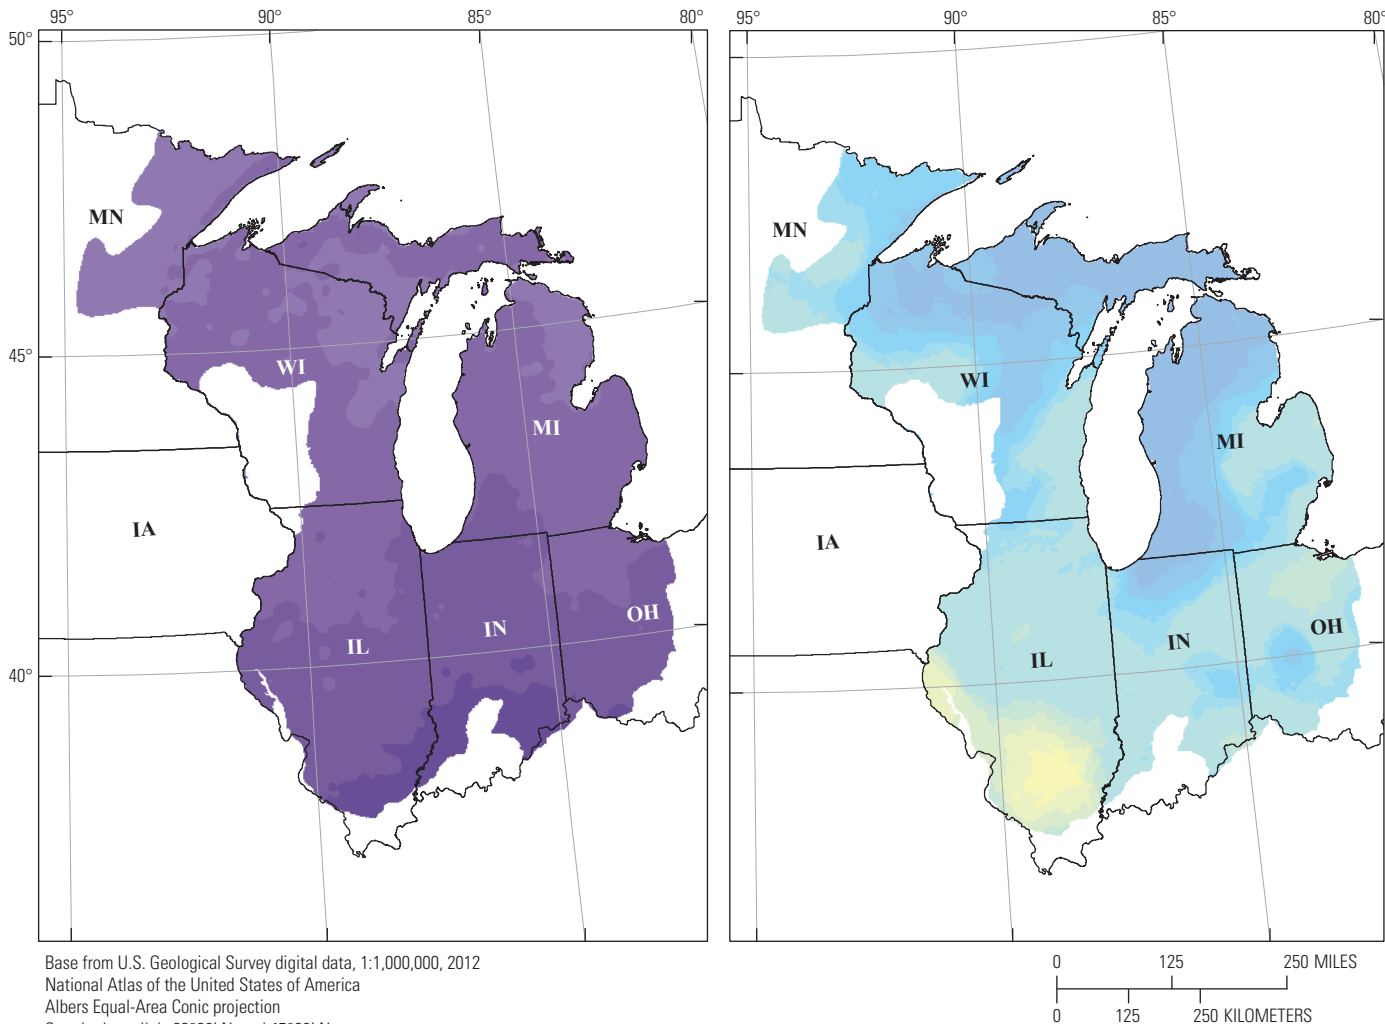 95° 90° 85° 80°
95° 90° 85° 80°
50°
45°
40°
MN
WI
MI
IA
IL
IN
OH
MN
WI
MI
IA
IL
IN
OH
Base from U.S. Geological Survey digital data, 1:1,000,000, 2012
National Atlas of the United States of America
Albers Equal-Area Conic projection
0 125 250 MILES
0 125 250 KILOMETERS